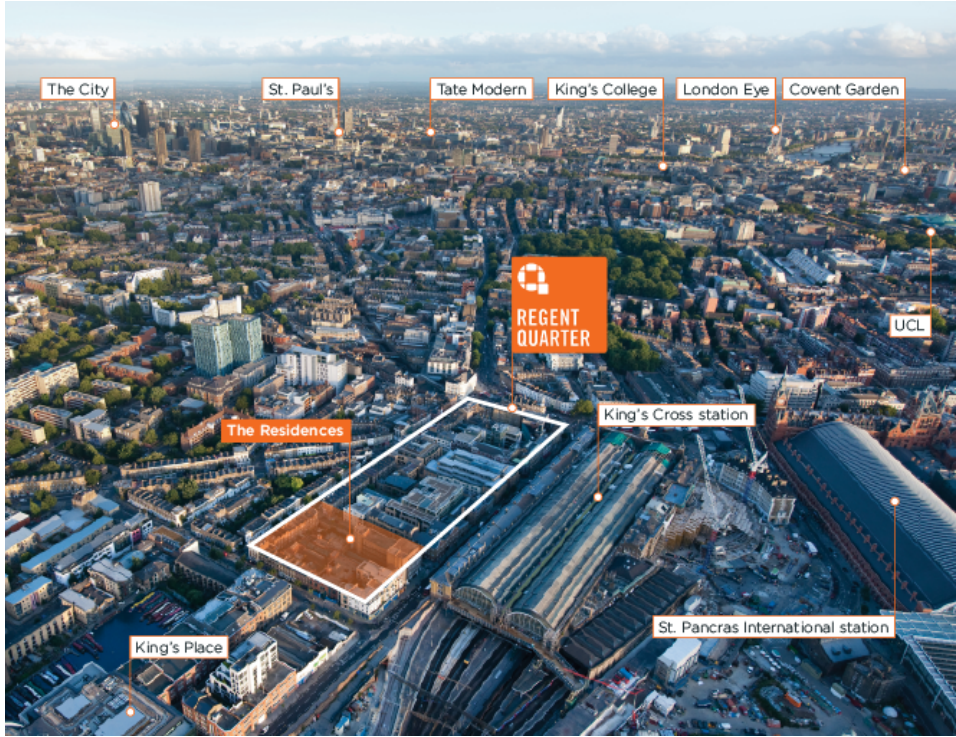 The City
St. Paul's
Tate Modern
King's College
London Eye
Covent Garden
REGENT
QUARTER
UCL
King's Cross station
The Residences
St. Pancras International station
King's Place